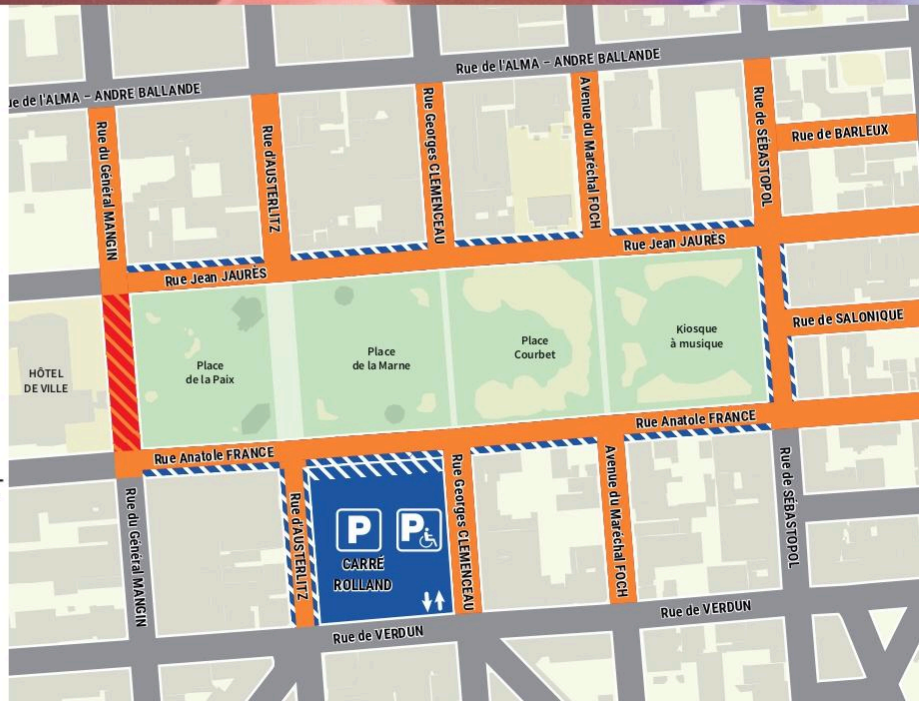 Rue de l'ALMA – ANDRE BALLANDE
ue de l'ALMA – ANDRE BALLANDE
Rue du Général MANGIN
Rue d'AUSTERLITZ
Rue Georges CLEMENCEAU
Avenue du Maréchal FOCH
Rue de SÉBASTOPOL
Rue de BARLEUX
Rue Jean JAURÈS
Rue Jean JAURÈS
Rue de SALONIQUE
HÔTEL
DE VILLE
Place
de la Paix
Place
de la Marne
Place
Courbet
Kiosque
à musique
Rue Anatole FRANCE
Rue Anatole FRANCE
Rue du Général MANGIN
Rue d'AUSTERLITZ
P
P
CARRÉ
ROLLAND
Rue Georges CLEMENCEAU
Avenue du Maréchal FOCH
Rue de SÉBASTOPOL
Rue de VERDUN
Rue de VERDUN